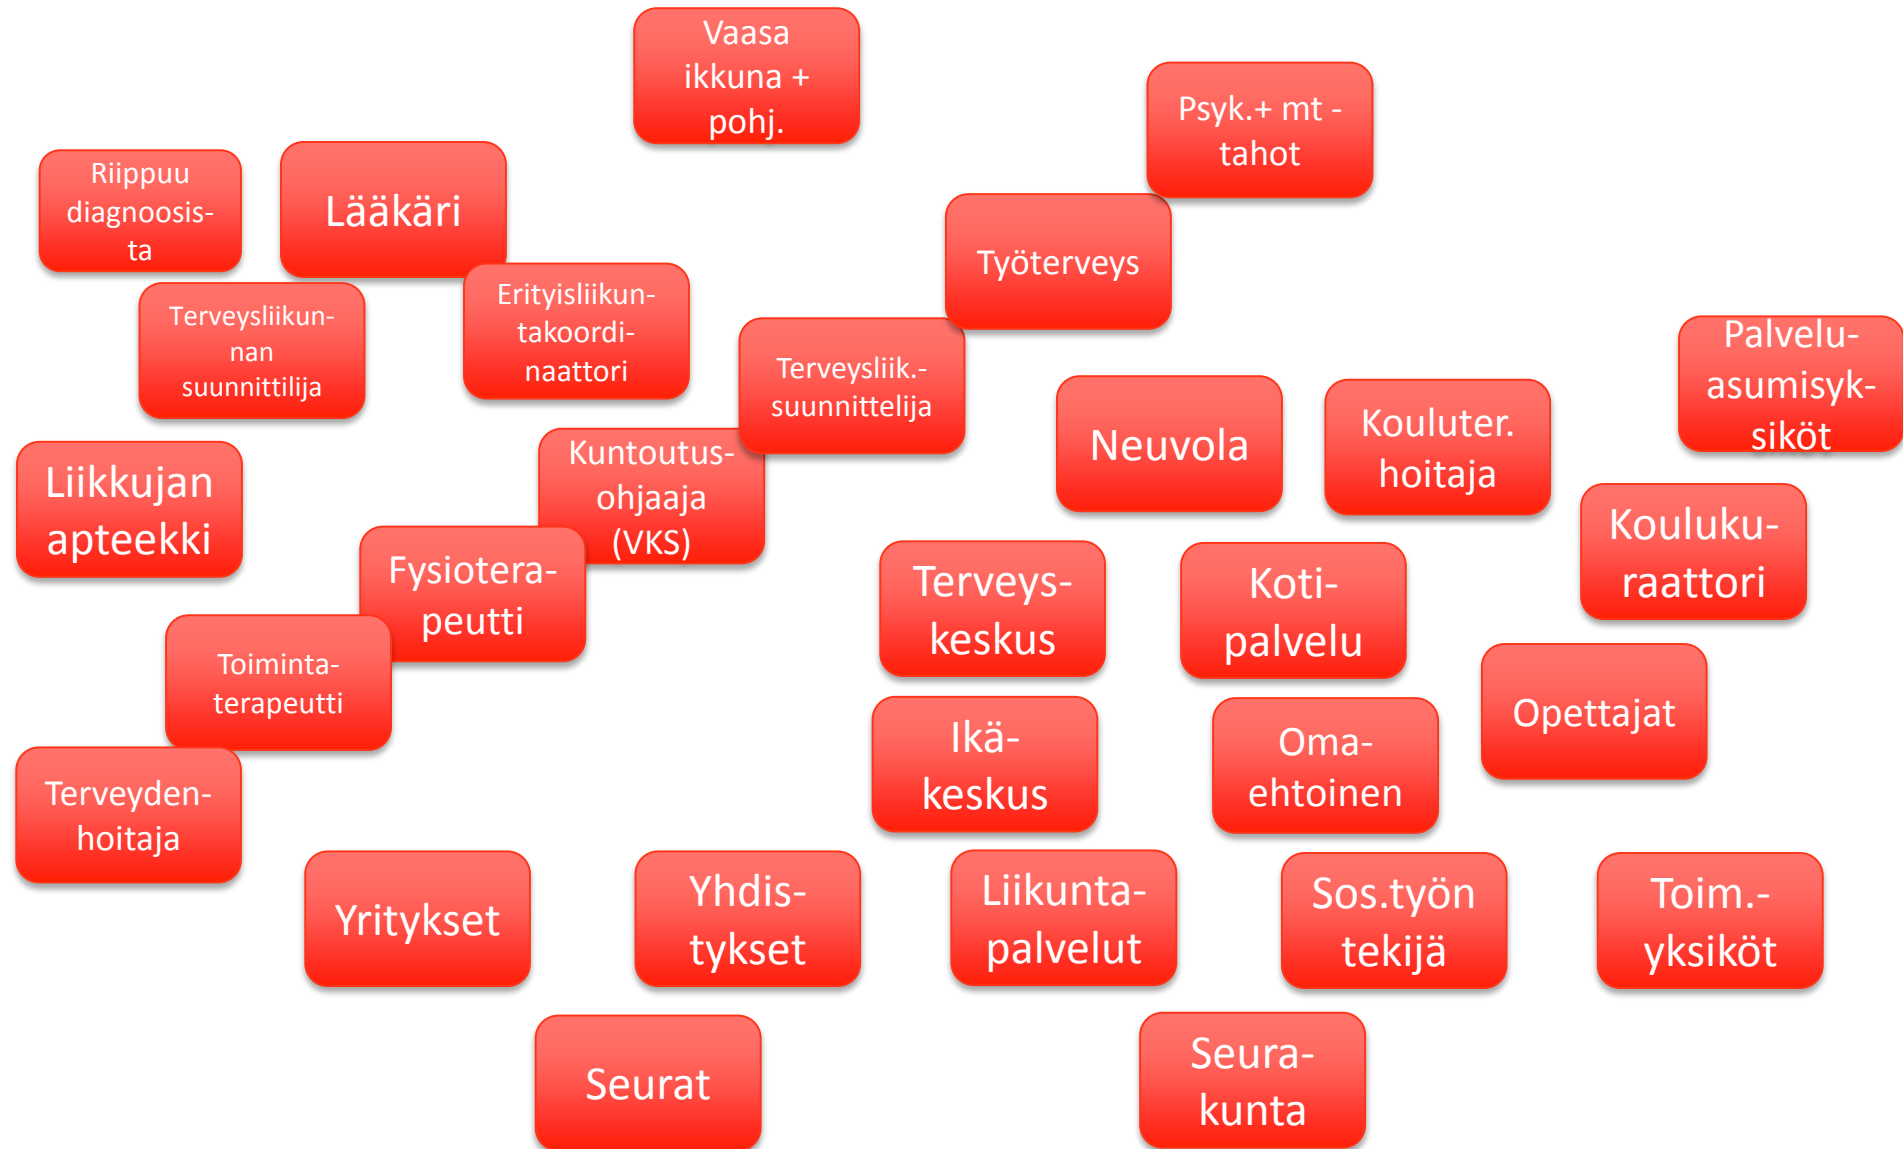 Vaasa
ikkuna +
pohj.
Psyk.+ mt -
tahot
Riippuu
diagnoosis-
ta
Lääkäri
Työterveys
Terveysliikun-
nan
suunnittilija
Erityisliikun-
takoordi-
naattori
Terveysliik.-
suunnittelija
Palvelu-
asumisyk-
siköt
Neuvola
Kouluter.
hoitaja
Liikkujan
apteekki
Kuntoutus-
ohjaaja
(VKS)
Kouluku-
raattori
Fysiotera-
peutti
Terveys-
keskus
Koti-
palvelu
Toiminta-
terapeutti
Opettajat
Ikä-
keskus
Oma-
ehtoinen
Terveyden-
hoitaja
Yritykset
Yhdis-
tykset
Liikunta-
palvelut
Sos.työn
tekijä
Toim.-
yksiköt
Seurat
Seura-
kunta